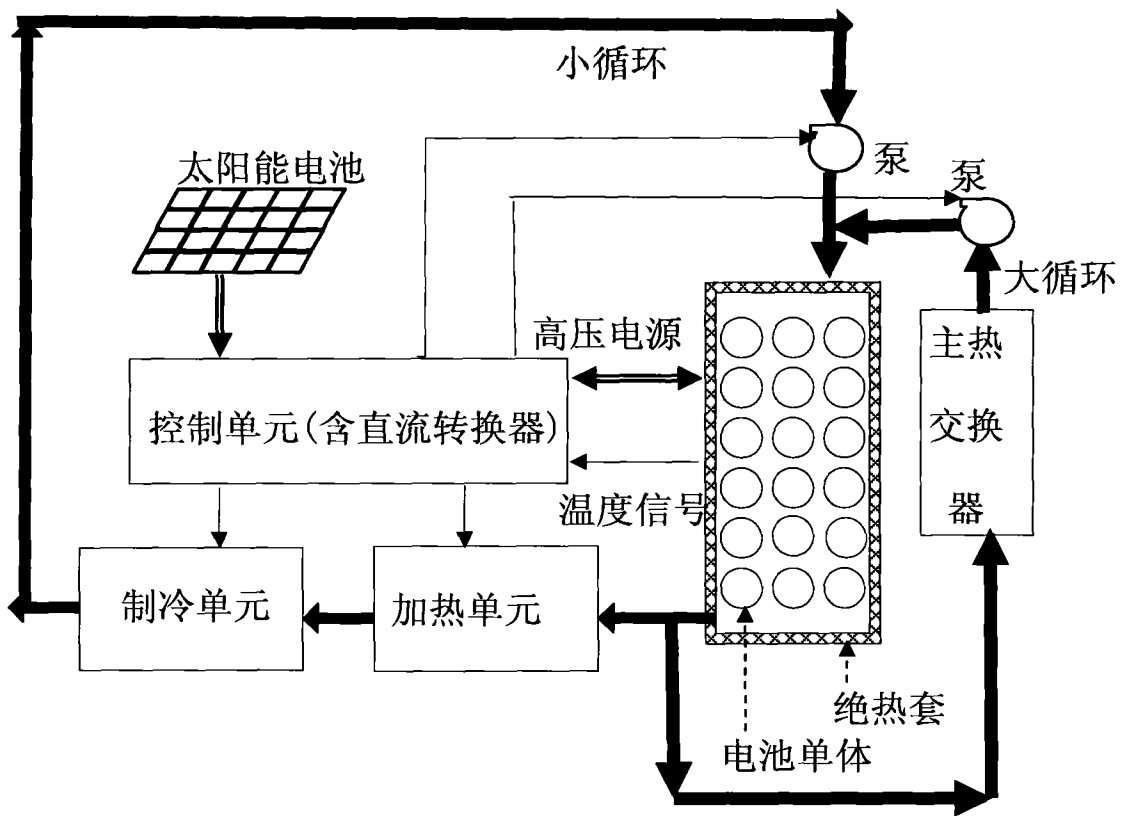 小循环
泵
太阳能电池
泵
大循环
高压电源
主热
交换
器
控制单元(含直流转换器)
温度信号
制冷单元
加热单元
绝热套
电池单体